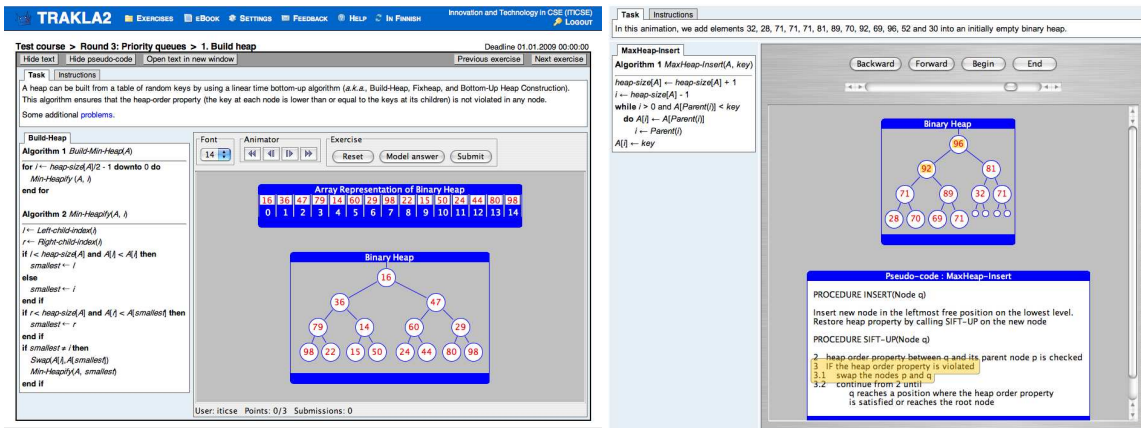 TRAKLA2 EXERCISES EBOOK SETTINGS FEEDBACK HELP IN FINNISH
Innovation and Technology in CSE (ITICSE)
LOGOUT
Test course > Round 3: Priority queues > 1. Build heap
Deadline 01.01.2009 00:00:00
Hide text Hide pseudo-code Open text in new window Previous exercise Next exercise
Task Instructions
A heap can be built from a table of random keys by using a linear time bottom-up algorithm (a.k.a., Build-Heap, Fixheap, and Bottom-Up Heap Construction).
This algorithm ensures that the heap-order property (the key at each node is lower than or equal to the keys at its children) is not violated in any node.
Some additional problems.
Build-Heap
Algorithm 1 Build-Min-Heap(A)
for i ← heap-size[A]/2 - 1 downto 0 do
Min-Heapify (A, i)
end for
Algorithm 2 Min-Heapify(A, i)
l ← Left-child-index(i)
r ← Right-child-index(i)
if l < heap-size[A] and A[l] < A[i] then
smallest ← l
else
smallest ← i
end if
if r < heap-size[A] and A[r] < A[smallest] then
smallest ← r
end if
if smallest ≠ i then
Swap(A[i], A[smallest])
Min-Heapify(A, smallest)
end if
Font
14
Animator
Exercise
Reset Model answer Submit
Array Representation of Binary Heap
16 36 47 79 14 60 29 98 22 15 50 24 44 80 98
0 1 2 3 4 5 6 7 8 9 10 11 12 13 14
Binary Heap
16
36 47
79 14 60 29
98 22 15 50 24 44 80 98
User: iticse Points: 0/3 Submissions: 0
Task Instructions
In this animation, we add elements 32, 28, 71, 71, 71, 81, 89, 70, 92, 69, 96, 52 and 30 into an initially empty binary heap.
MaxHeap-Insert
Algorithm 1 MaxHeap-Insert(A, key)
heap-size[A] ← heap-size[A] + 1
i ← heap-size[A] - 1
while i > 0 and A[Parent(i)] < key
do A[i] ← A[Parent(i)]
i ← Parent(i)
A[i] ← key
Backward Forward Begin End
Binary Heap
96
92 81
71 89 32 71
28 70 69 71
Pseudo-code : MaxHeap-Insert
PROCEDURE INSERT(Node q)
Insert new node in the leftmost free position on the lowest level.
Restore heap property by calling SIFT-UP on the new node
PROCEDURE SIFT-UP(Node q)
2 heap order property between q and its parent node p is checked
3 IF the heap order property is violated
3.1 swap the nodes p and q
3.2 continue from 2 until
q reaches a position where the heap order property
is satisfied or reaches the root node